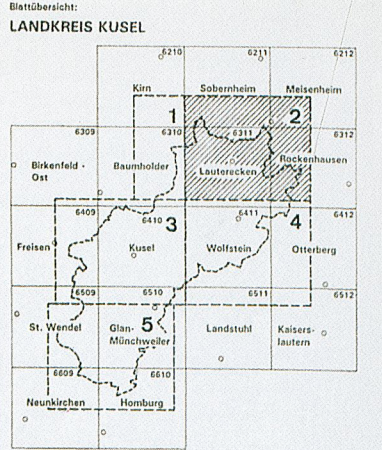 Blattübersicht:
LANDKREIS KUSEL
6210 6211 6212
Kirn Sobernheim Meisenheim
1 2
6309 6310 6311 6312
Birkenfeld - Ost
Baumholder
Lauterecken
Rockenhausen
6409 6410 3 6411 4 6412
Freisen Kusel Wolfstein Otterberg
6509 6510 6511 6512
St. Wendel
5
Glan-Münchweiler
Landstuhl
Kaiserslautern
6609 6610
Neunkirchen Homburg